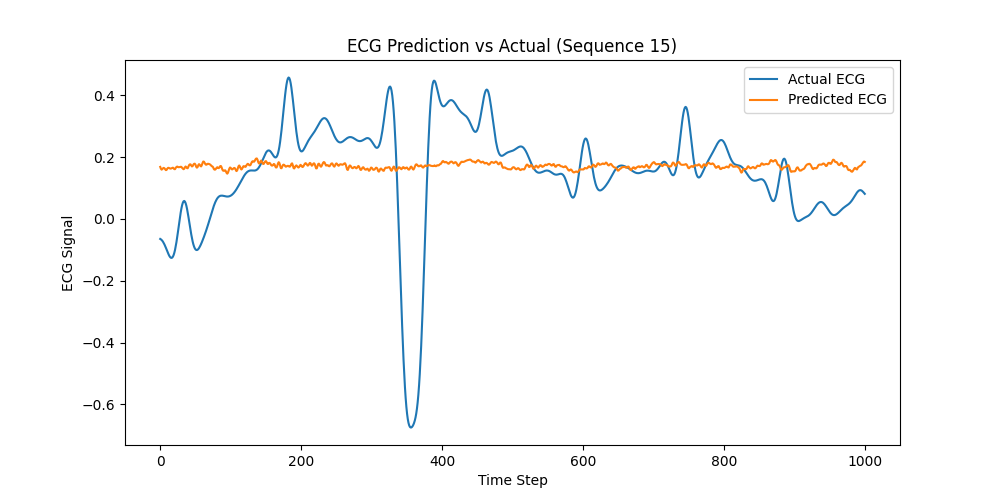 ECG Prediction vs Actual (Sequence 15)
Actual ECG
Predicted ECG
ECG Signal
0.4
0.2
0.0
−0.2
−0.4
−0.6
0 200 400 600 800 1000
Time Step